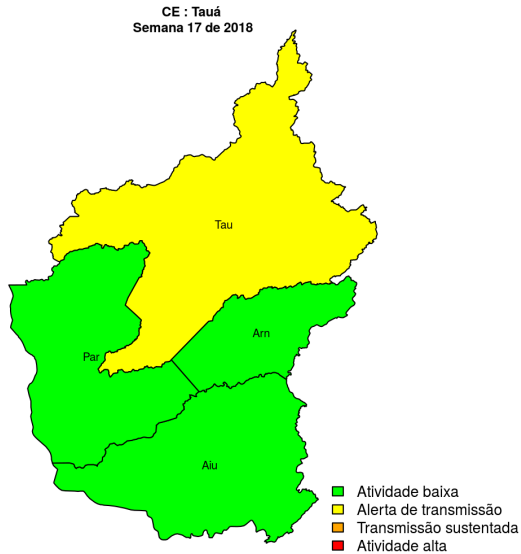 CE : Tauá
Semana 17 de 2018
Tau
Arn
Par
Aiu
Atividade baixa
Alerta de transmissão
Transmissão sustentada
Atividade alta